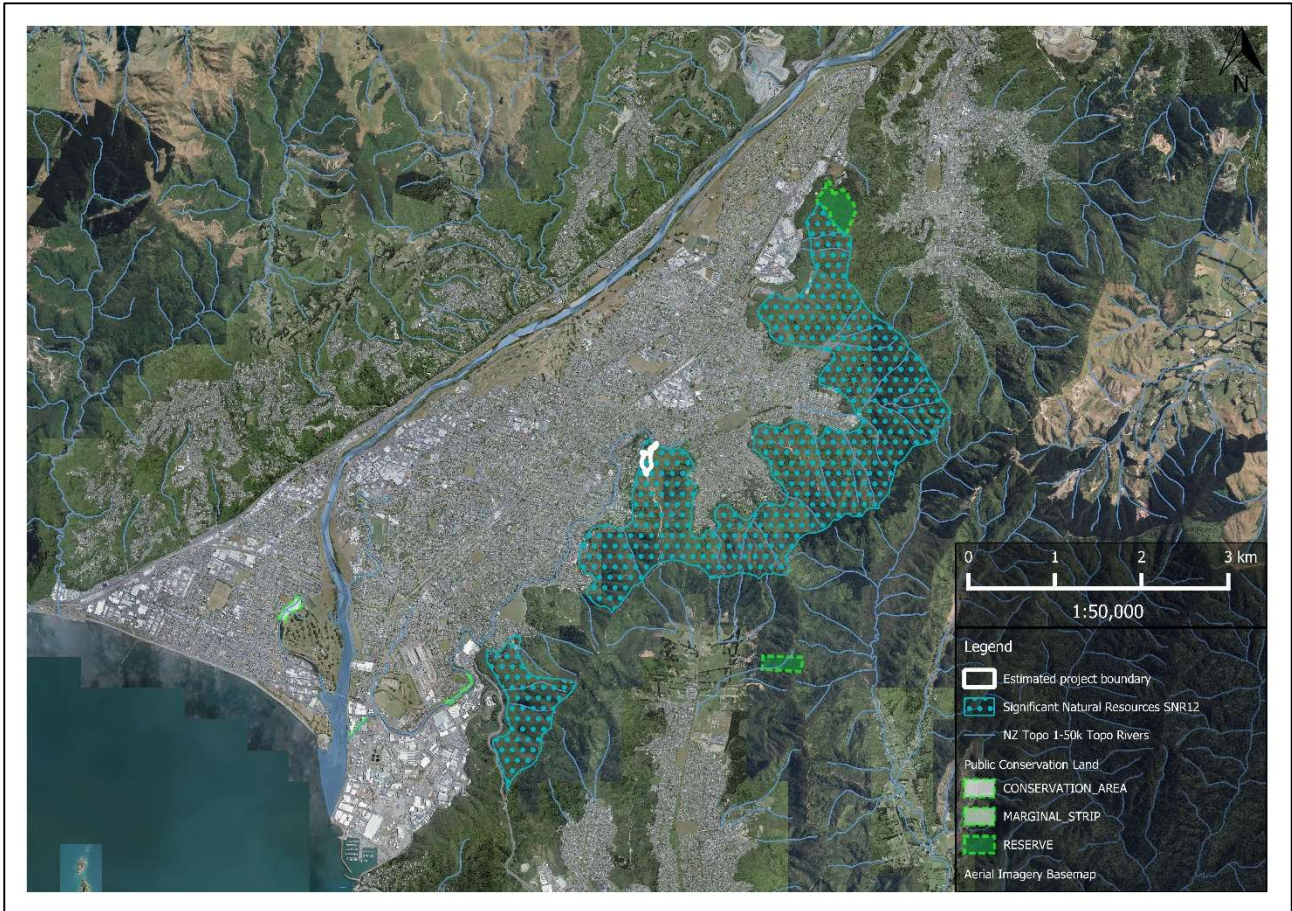 N
0 1 2 3 km
1:50,000
Legend
Estimated project boundary
Significant Natural Resources SNR12
NZ Topo 1-50k Topo Rivers
Public Conservation Land
CONSERVATION_AREA
MARGINAL_STRIP
RESERVE
Aerial Imagery Basemap